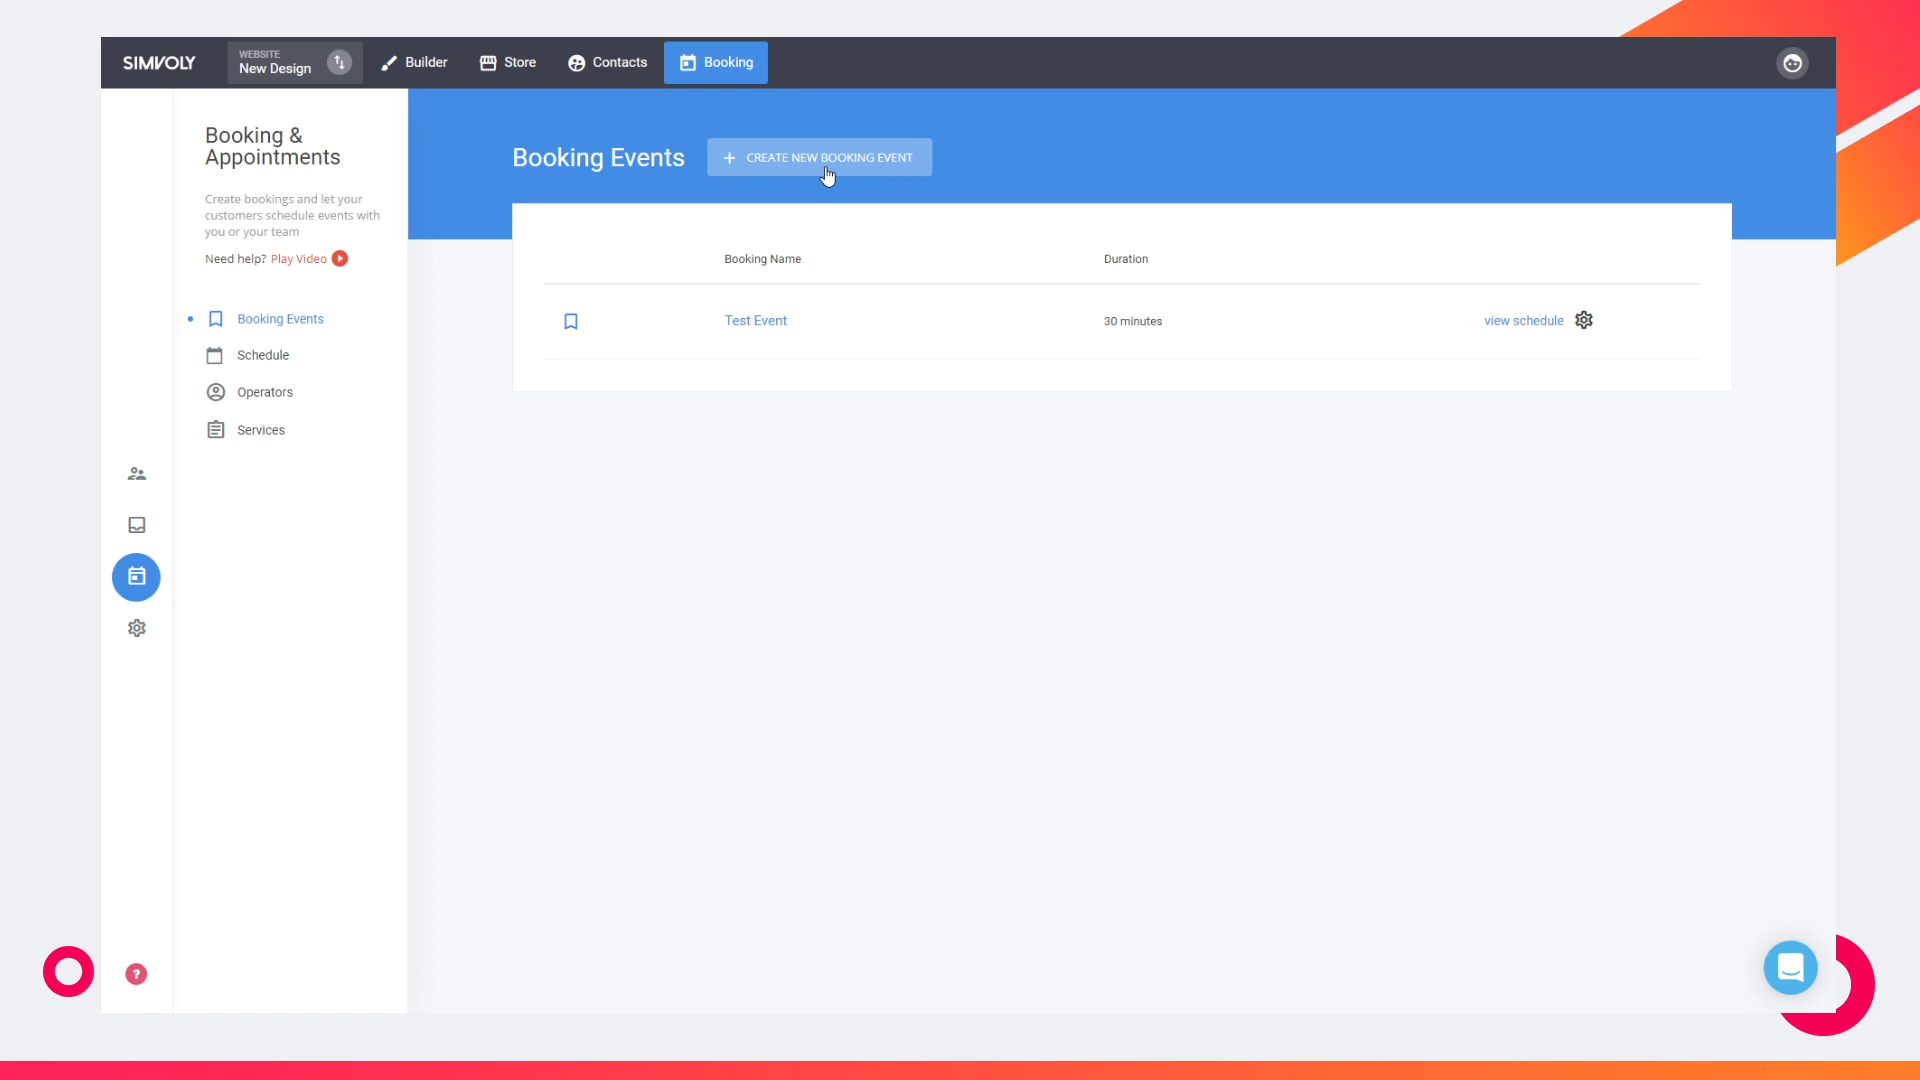 SIMVOLY
WEBSITE
New Design
Builder
Store
Contacts
Booking
Booking &
Appointments
Create bookings and let your
customers schedule events with
you or your team
Need help? Play Video
Booking Events
Schedule
Operators
Services
?
Booking Events
+ CREATE NEW BOOKING EVENT
Booking Name Duration
Test Event 30 minutes view schedule